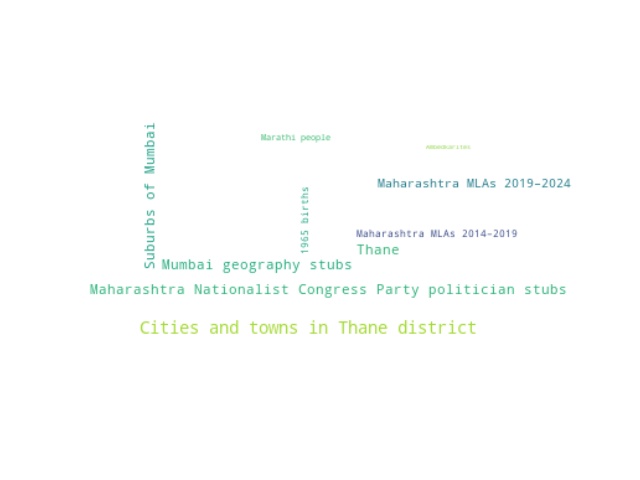 Suburbs of Mumbai
Marathi people
Maharashtra MLAs 2019–2024
1965 births
Maharashtra MLAs 2014–2019
Thane
Mumbai geography stubs
Maharashtra Nationalist Congress Party politician stubs
Cities and towns in Thane district